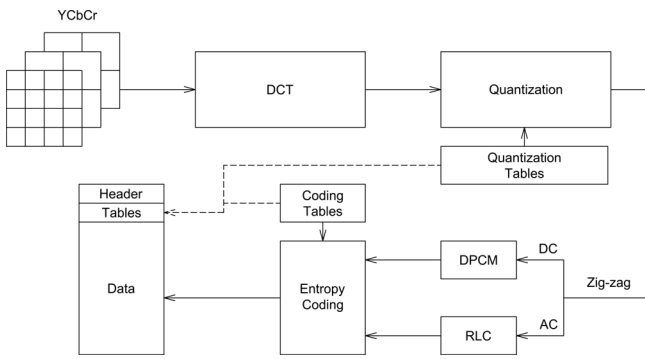 YCbCr
DCT
Quantization
Quantization
Tables
Header
Tables
Data
Coding
Tables
Entropy
Coding
DPCM
DC
Zig-zag
RLC
AC